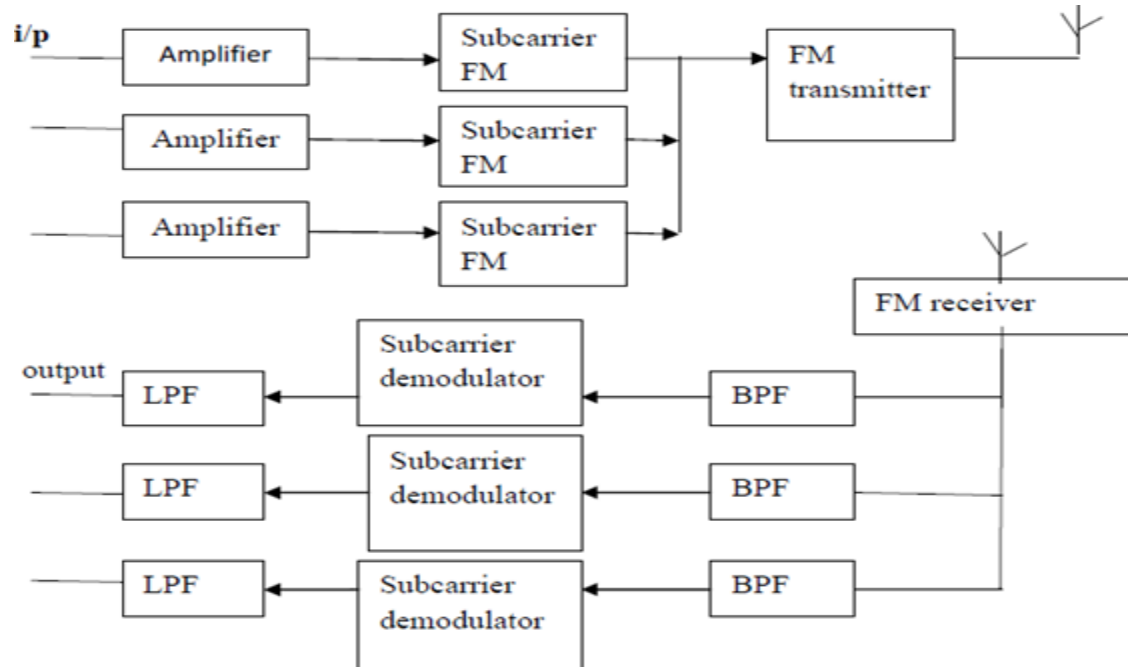 i/p
Amplifier
Subcarrier
FM
FM
transmitter
Amplifier
Subcarrier
FM
Amplifier
Subcarrier
FM
FM receiver
output
LPF
Subcarrier
demodulator
BPF
LPF
Subcarrier
demodulator
BPF
LPF
Subcarrier
demodulator
BPF